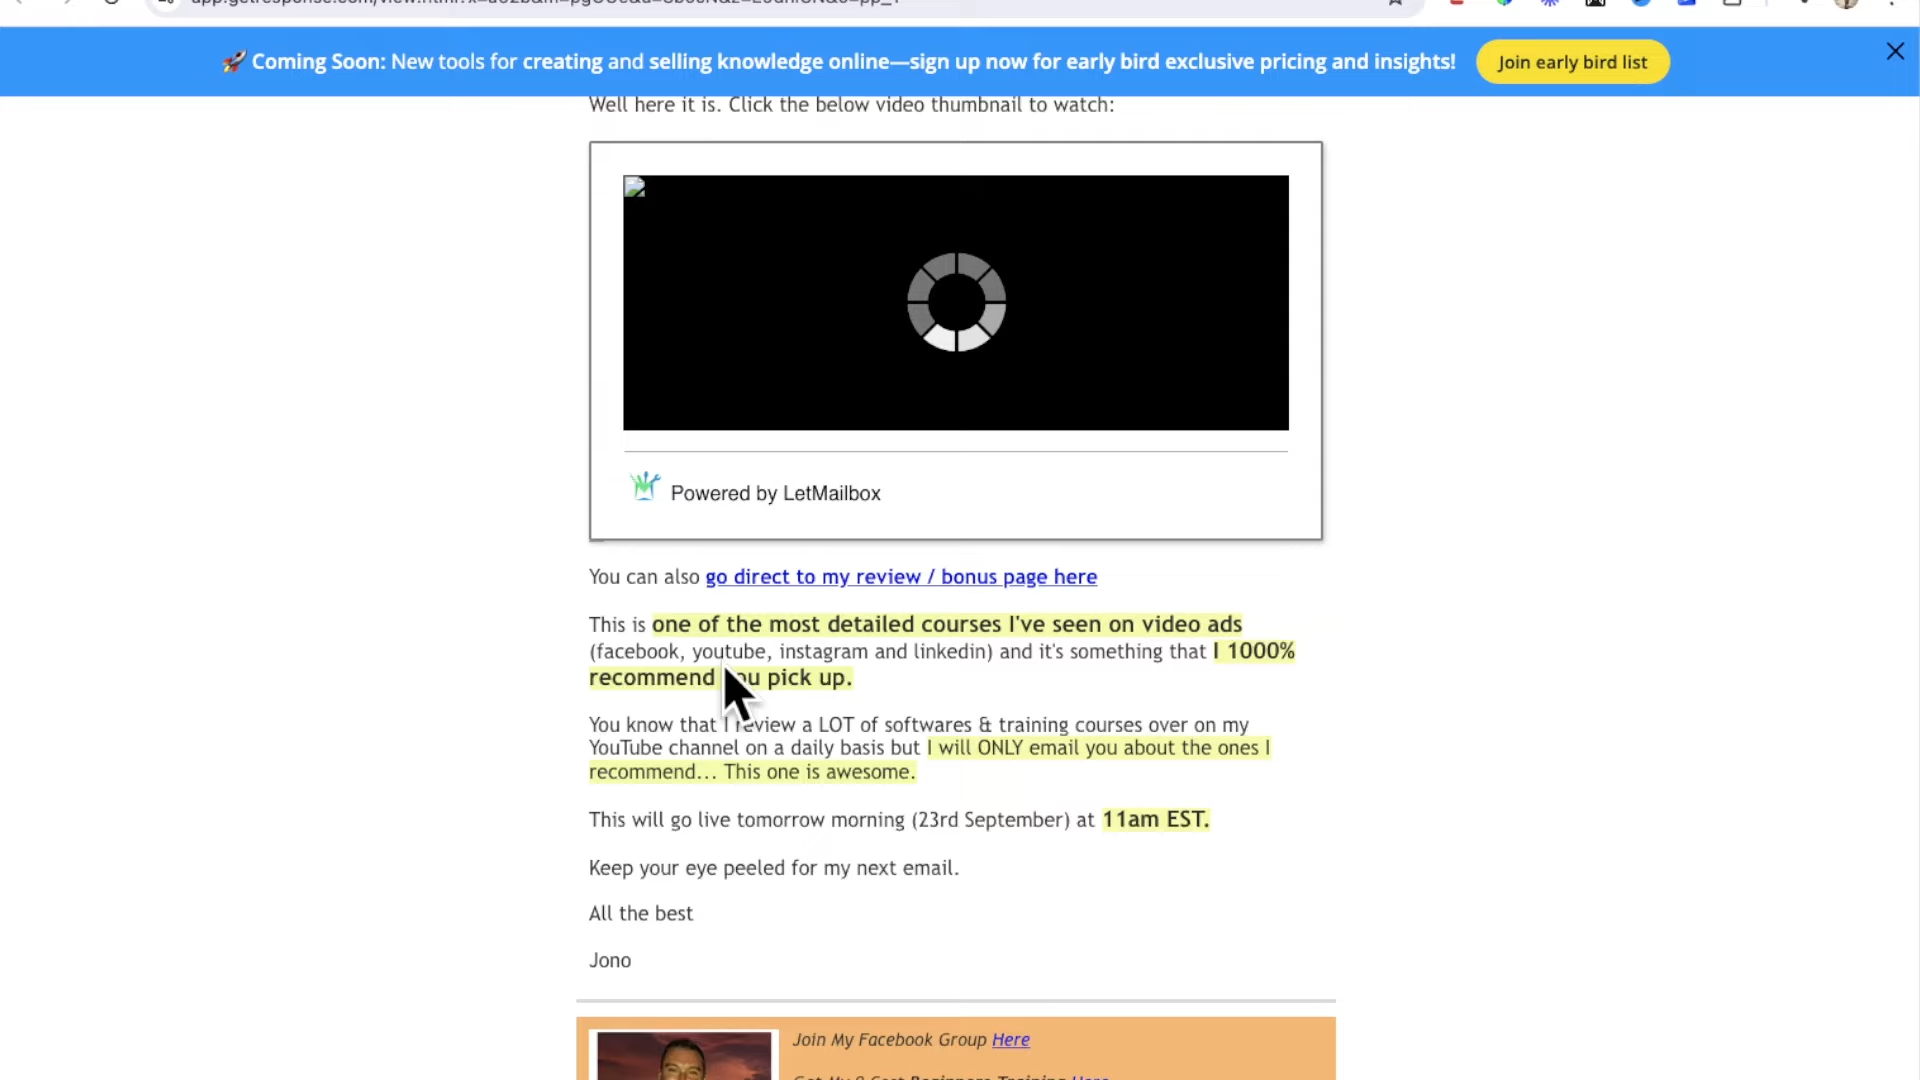 🚀 Coming Soon: New tools for creating and selling knowledge online—sign up now for early bird exclusive pricing and insights!
Join early bird list
Well here it is. Click the below video thumbnail to watch:
Powered by LetMailbox
You can also go direct to my review / bonus page here
This is one of the most detailed courses I've seen on video ads
(facebook, youtube, instagram and linkedin) and it's something that I 1000%
recommend you pick up.
You know that I review a LOT of softwares & training courses over on my
YouTube channel on a daily basis but I will ONLY email you about the ones I
recommend... This one is awesome.
This will go live tomorrow morning (23rd September) at 11am EST.
Keep your eye peeled for my next email.
All the best
Jono
Join My Facebook Group Here
Beginners Training Here